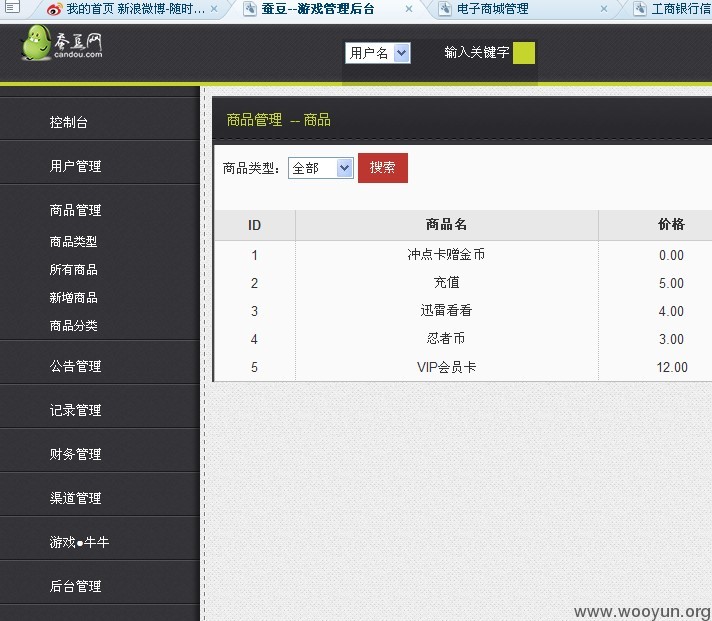 我的首页 新浪微博-随时...
蚕豆--游戏管理后台
电子商城管理
工商银行信
蚕豆网
candou.com
用户名
输入关键字
控制台
用户管理
商品管理
商品类型
所有商品
新增商品
商品分类
公告管理
记录管理
财务管理
渠道管理
游戏●牛牛
后台管理
商品管理 -- 商品
商品类型： 全部 搜索
ID 商品名 价格
1 冲点卡赠金币 0.00
2 充值 5.00
3 迅雷看看 4.00
4 忍者币 3.00
5 VIP会员卡 12.00
www.wooyun.org